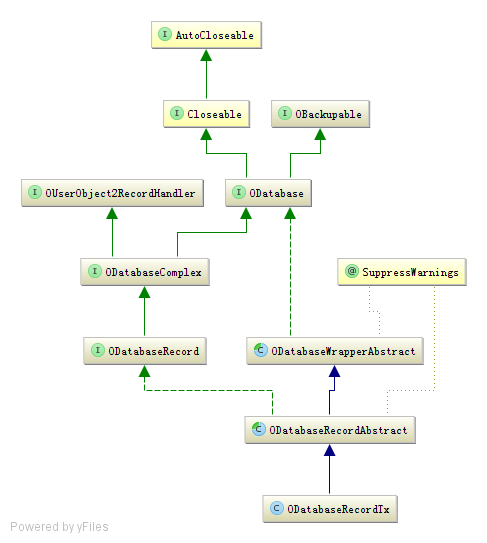 I AutoCloseable
I Closeable
I OBackupable
I OUserObject2RecordHandler
I ODatabase
I ODatabaseComplex
@ SuppressWarnings
I ODatabaseRecord
C ODatabaseWrapperAbstract
C ODatabaseRecordAbstract
C ODatabaseRecordTx
Powered by yFiles